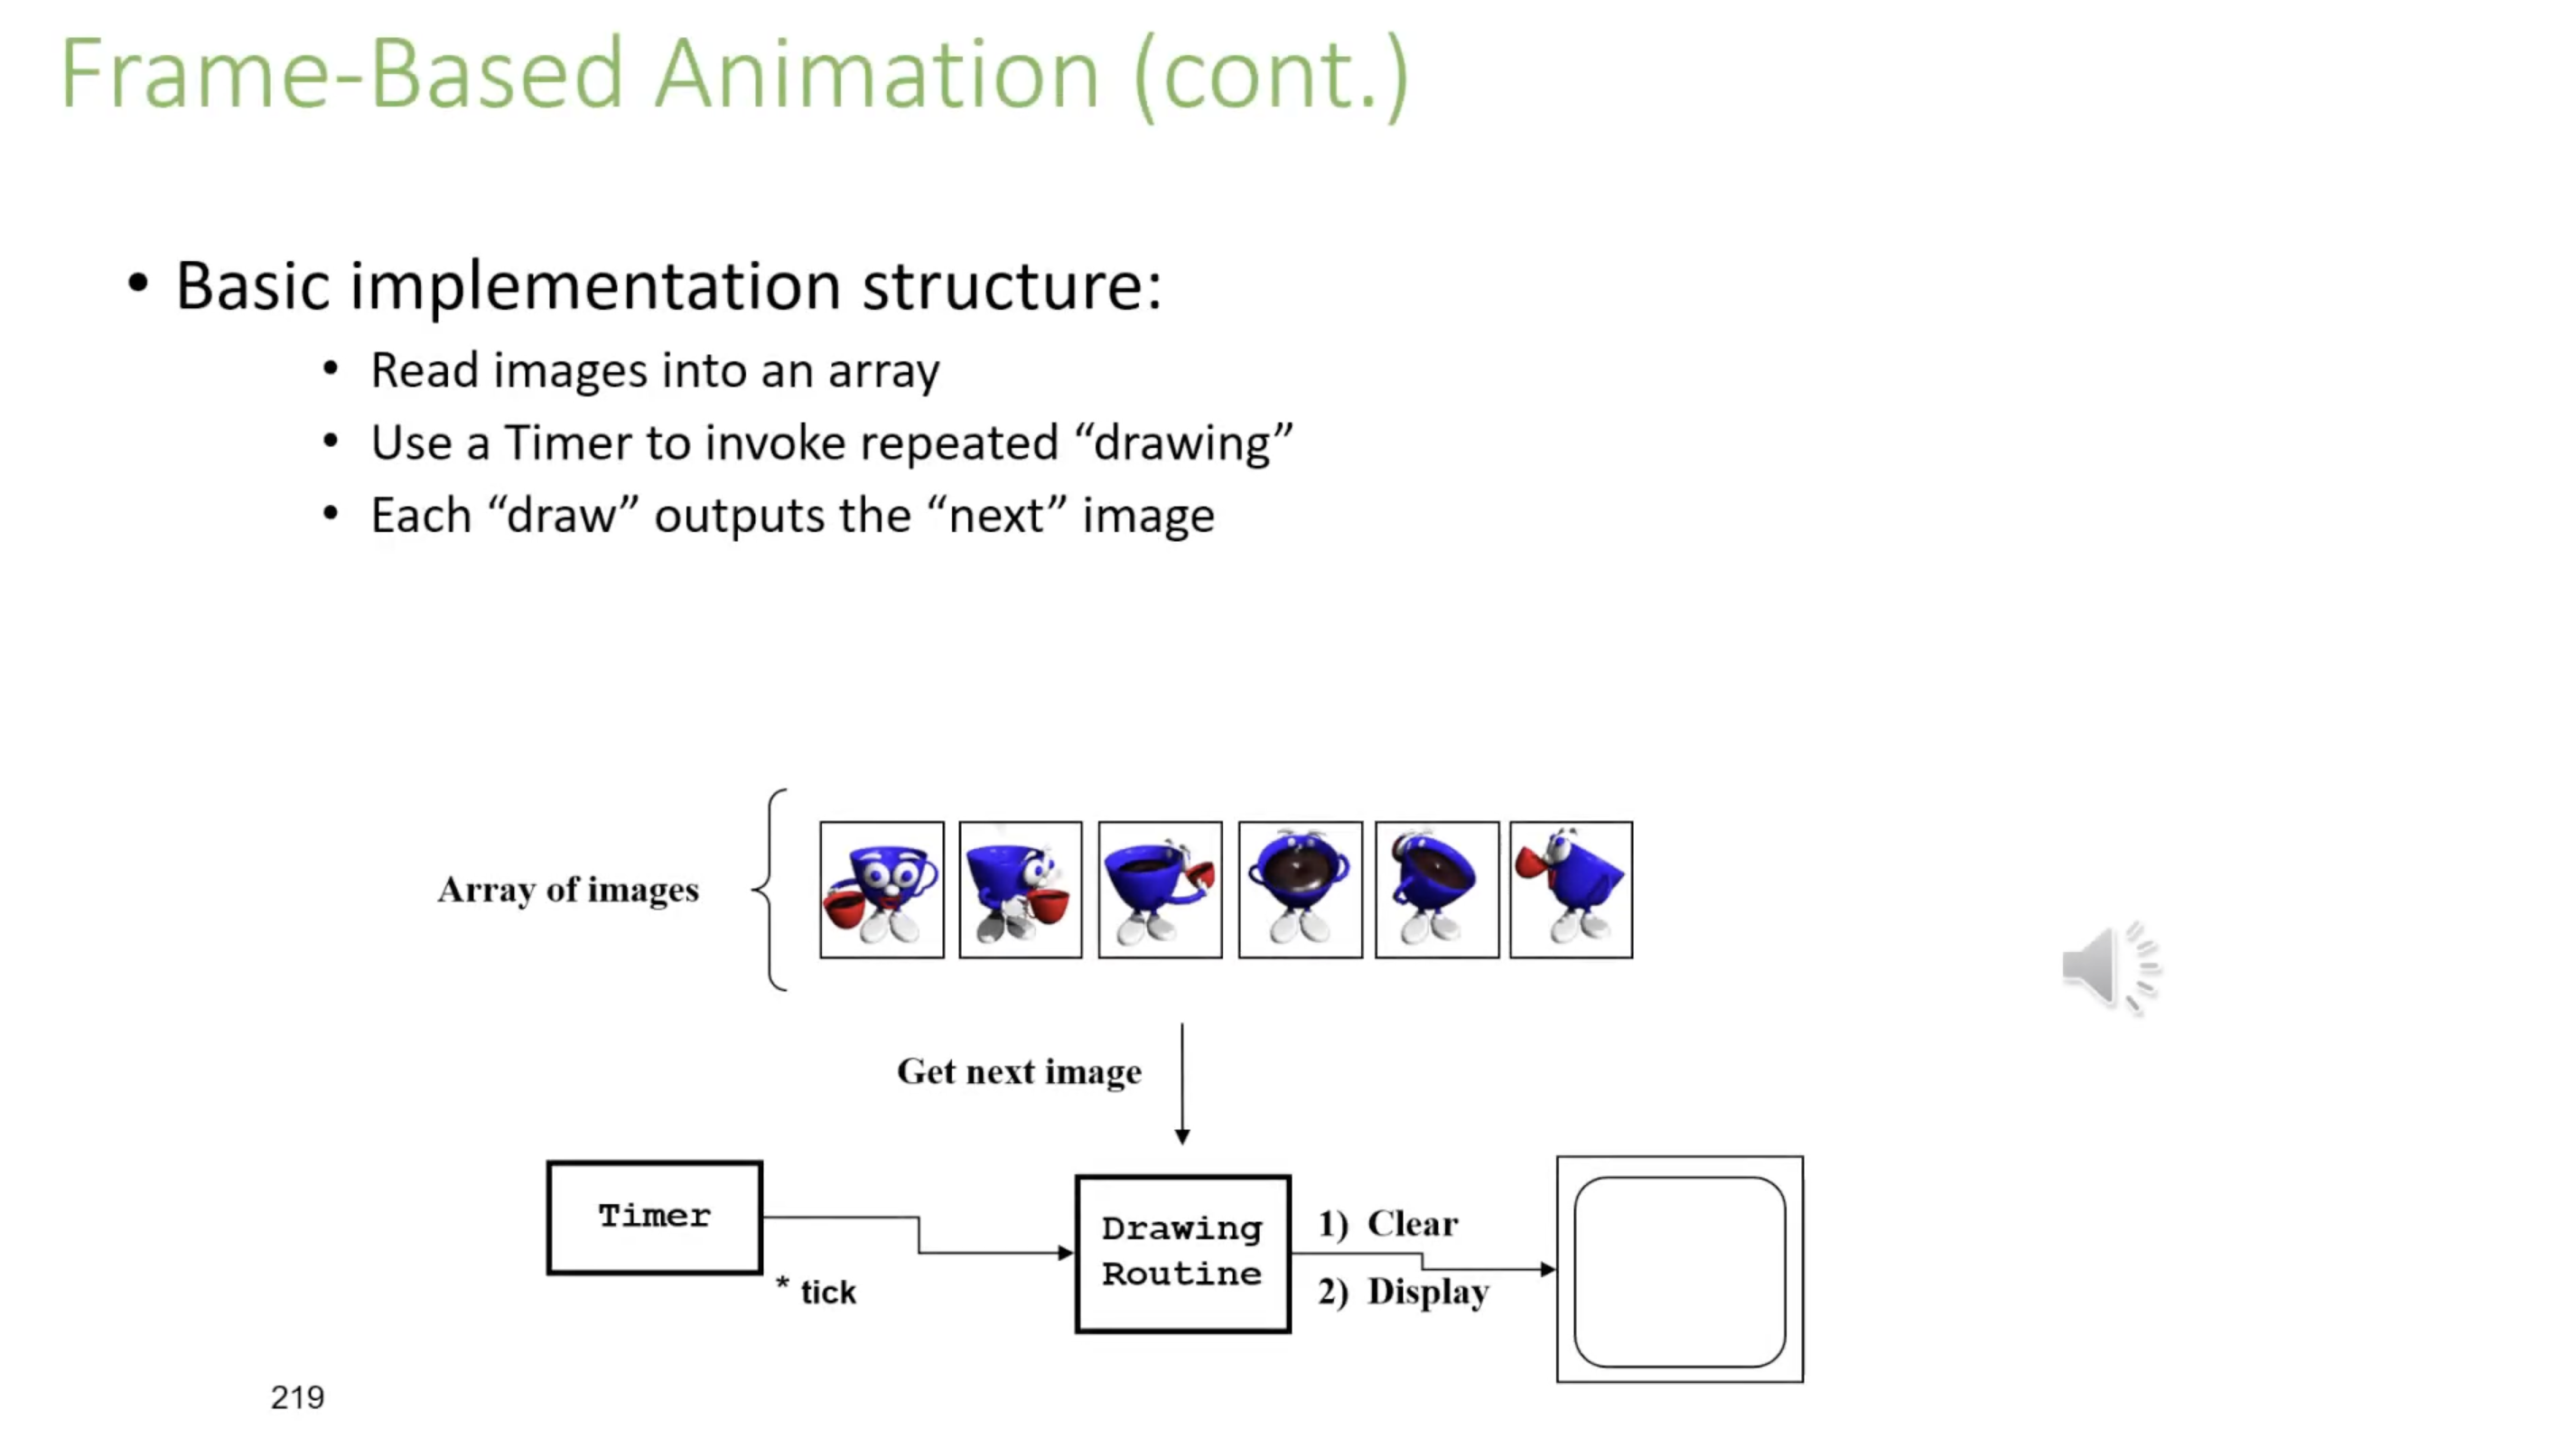 Frame-Based Animation (cont.)
• Basic implementation structure:
• Read images into an array
• Use a Timer to invoke repeated “drawing”
• Each “draw” outputs the “next” image
Array of images
Get next image
Timer
* tick
Drawing
Routine
1) Clear
2) Display
219